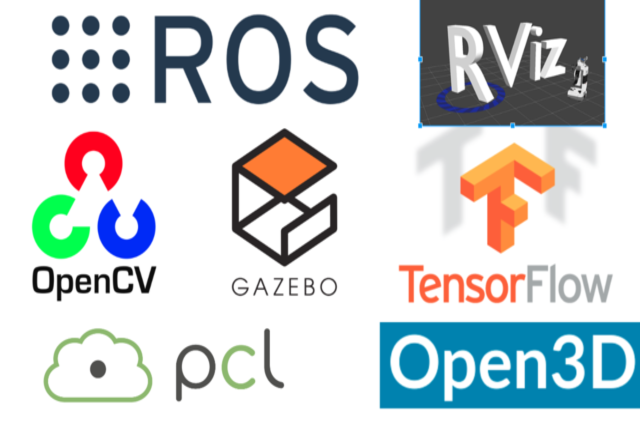 ROS
RViz
OpenCV
GAZEBO
TensorFlow
pcl
Open3D